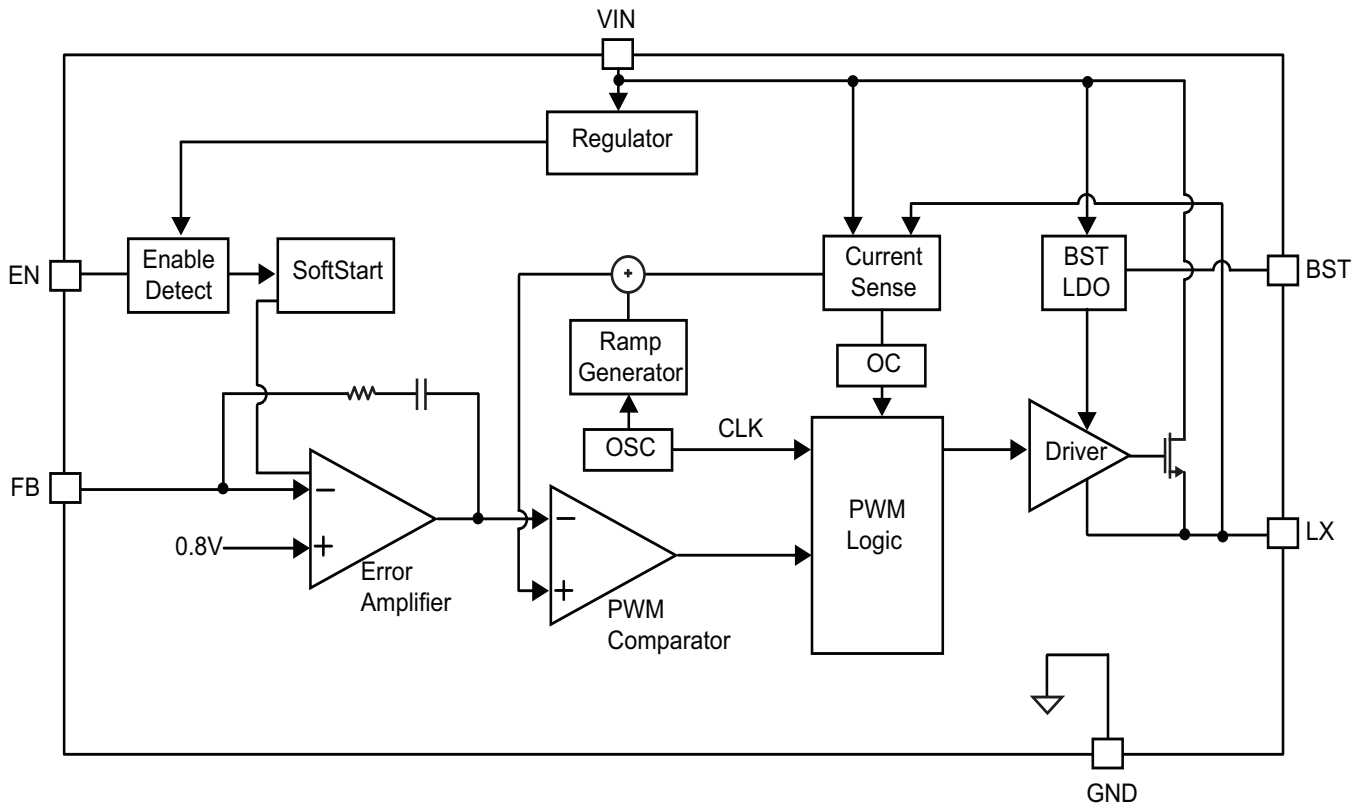 VIN
Regulator
EN
Enable
Detect
SoftStart
+
Current
Sense
BST
LDO
BST
Ramp
Generator
OC
OSC
CLK
FB
−
0.8V
+
Error
Amplifier
−
+
PWM
Comparator
PWM
Logic
Driver
LX
GND